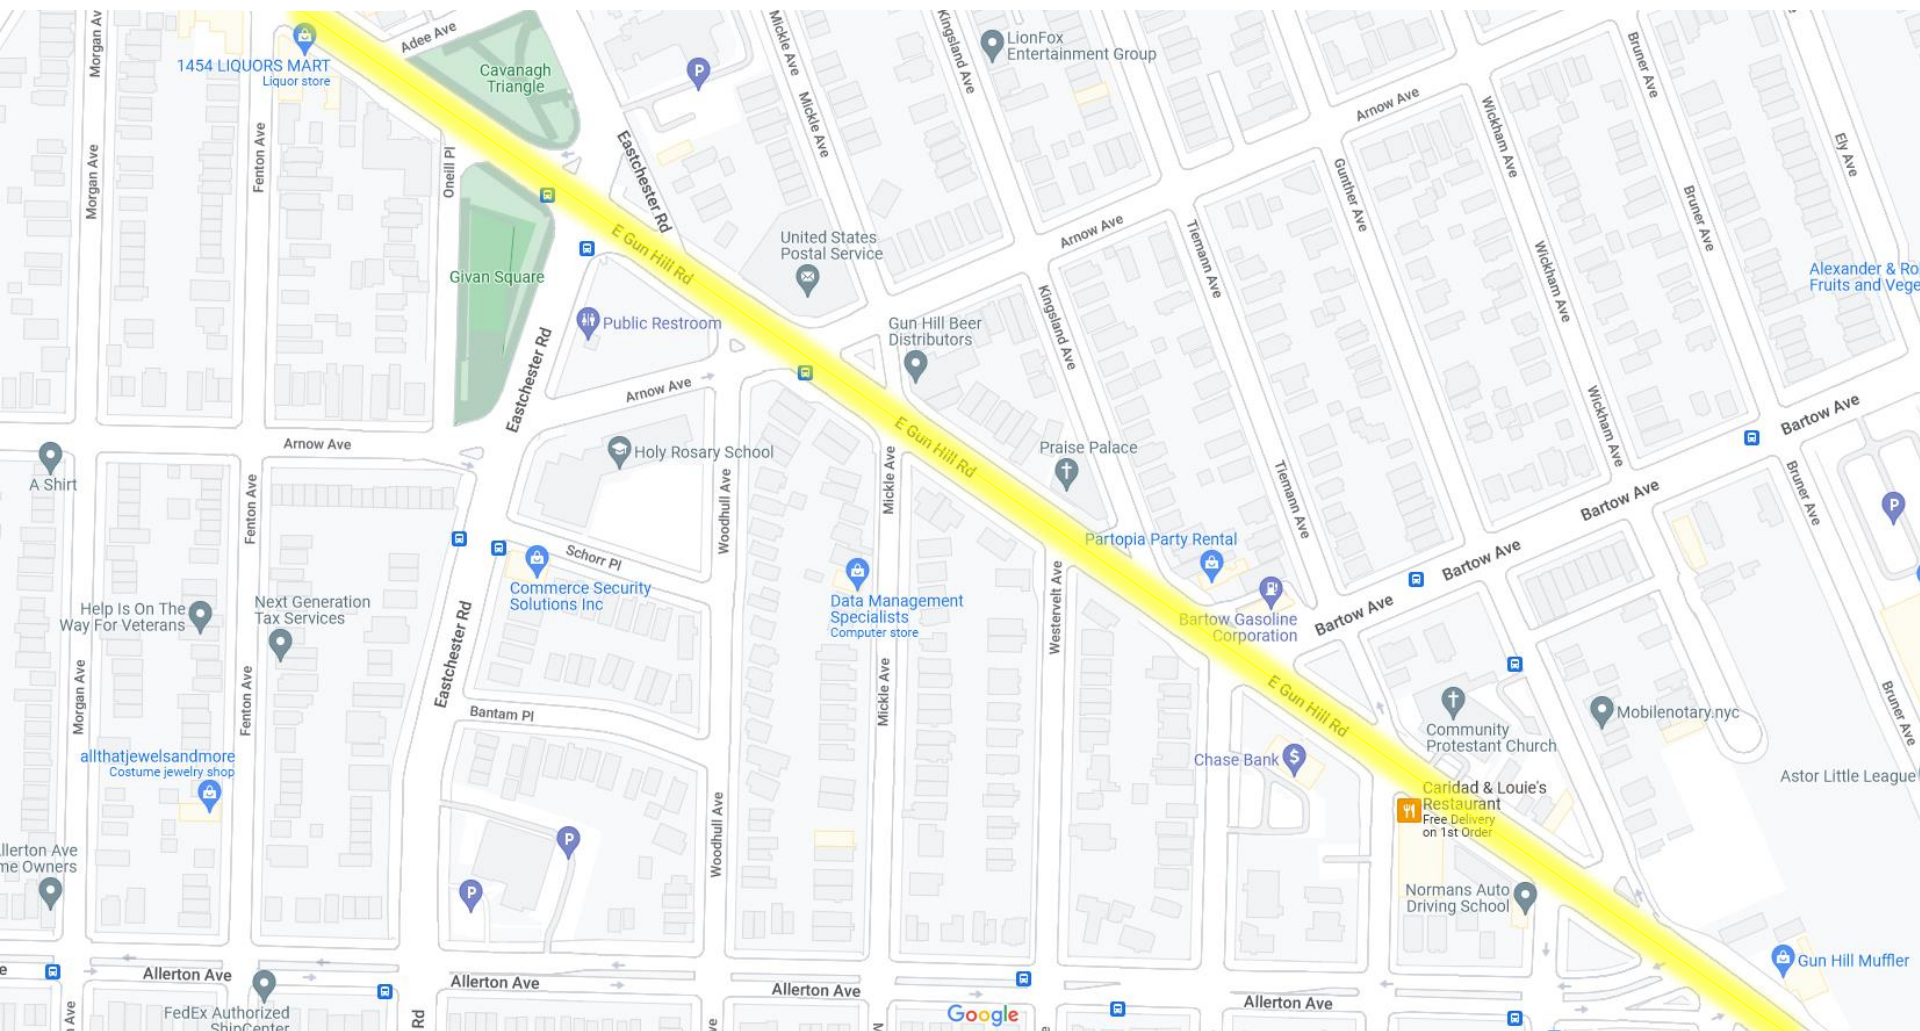 Morgan Av
1454 LIQUORS MART
Liquor store
Adee Ave
Cavanagh
Triangle
P
Mickle Ave
Mickle Ave
Kingsland Ave
LionFox
Entertainment Group
Arnow Ave
Wickham Ave
Bruner Ave
Ely Ave
Morgan Ave
Fenton Ave
Oneill Pl
Eastchester Rd
E Gun Hill Rd
United States
Postal Service
Arnow Ave
Tiemann Ave
Gunther Ave
Wickham Ave
Bruner Ave
Alexander & Ro
Fruits and Vege
Givan Square
Public Restroom
Eastchester Rd
Arnow Ave
Gun Hill Beer
Distributors
Kingsland Ave
Wickham Ave
Bartow Ave
Arnow Ave
A Shirt
Fenton Ave
Holy Rosary School
Woodhull Ave
Mickle Ave
E Gun Hill Rd
Praise Palace
Tiemann Ave
Bartow Ave
Bruner Ave
P
Schorr Pl
Commerce Security
Solutions Inc
Partopia Party Rental
Bartow Ave
Data Management
Specialists
Computer store
Westervelt Ave
Bartow Gasoline
Corporation
Bartow Ave
Help Is On The
Way For Veterans
Next Generation
Tax Services
Eastchester Rd
Morgan Ave
Fenton Ave
Mickle Ave
E Gun Hill Rd
Bantam Pl
Community
Protestant Church
Mobilenotary.nyc
Bruner Ave
allthatjewelsandmore
Costume jewelry shop
Chase Bank
Astor Little League
Caridad & Louie's
Restaurant
Free Delivery
on 1st Order
Woodhull Ave
P
P
llerton Ave
me Owners
Normans Auto
Driving School
Gun Hill Muffler
e
Allerton Ave
Allerton Ave
Allerton Ave
Allerton Ave
FedEx Authorized
ShipCenter
Ave
Rd
ve
Google